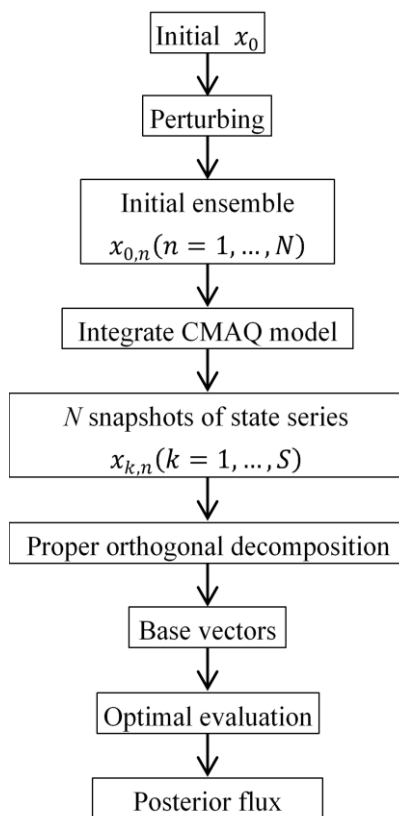 Initial x₀
Perturbing
Initial ensemble
x₀,ₙ(n = 1, … , N)
Integrate CMAQ model
N snapshots of state series
xₖ,ₙ(k = 1, … , S)
Proper orthogonal decomposition
Base vectors
Optimal evaluation
Posterior flux